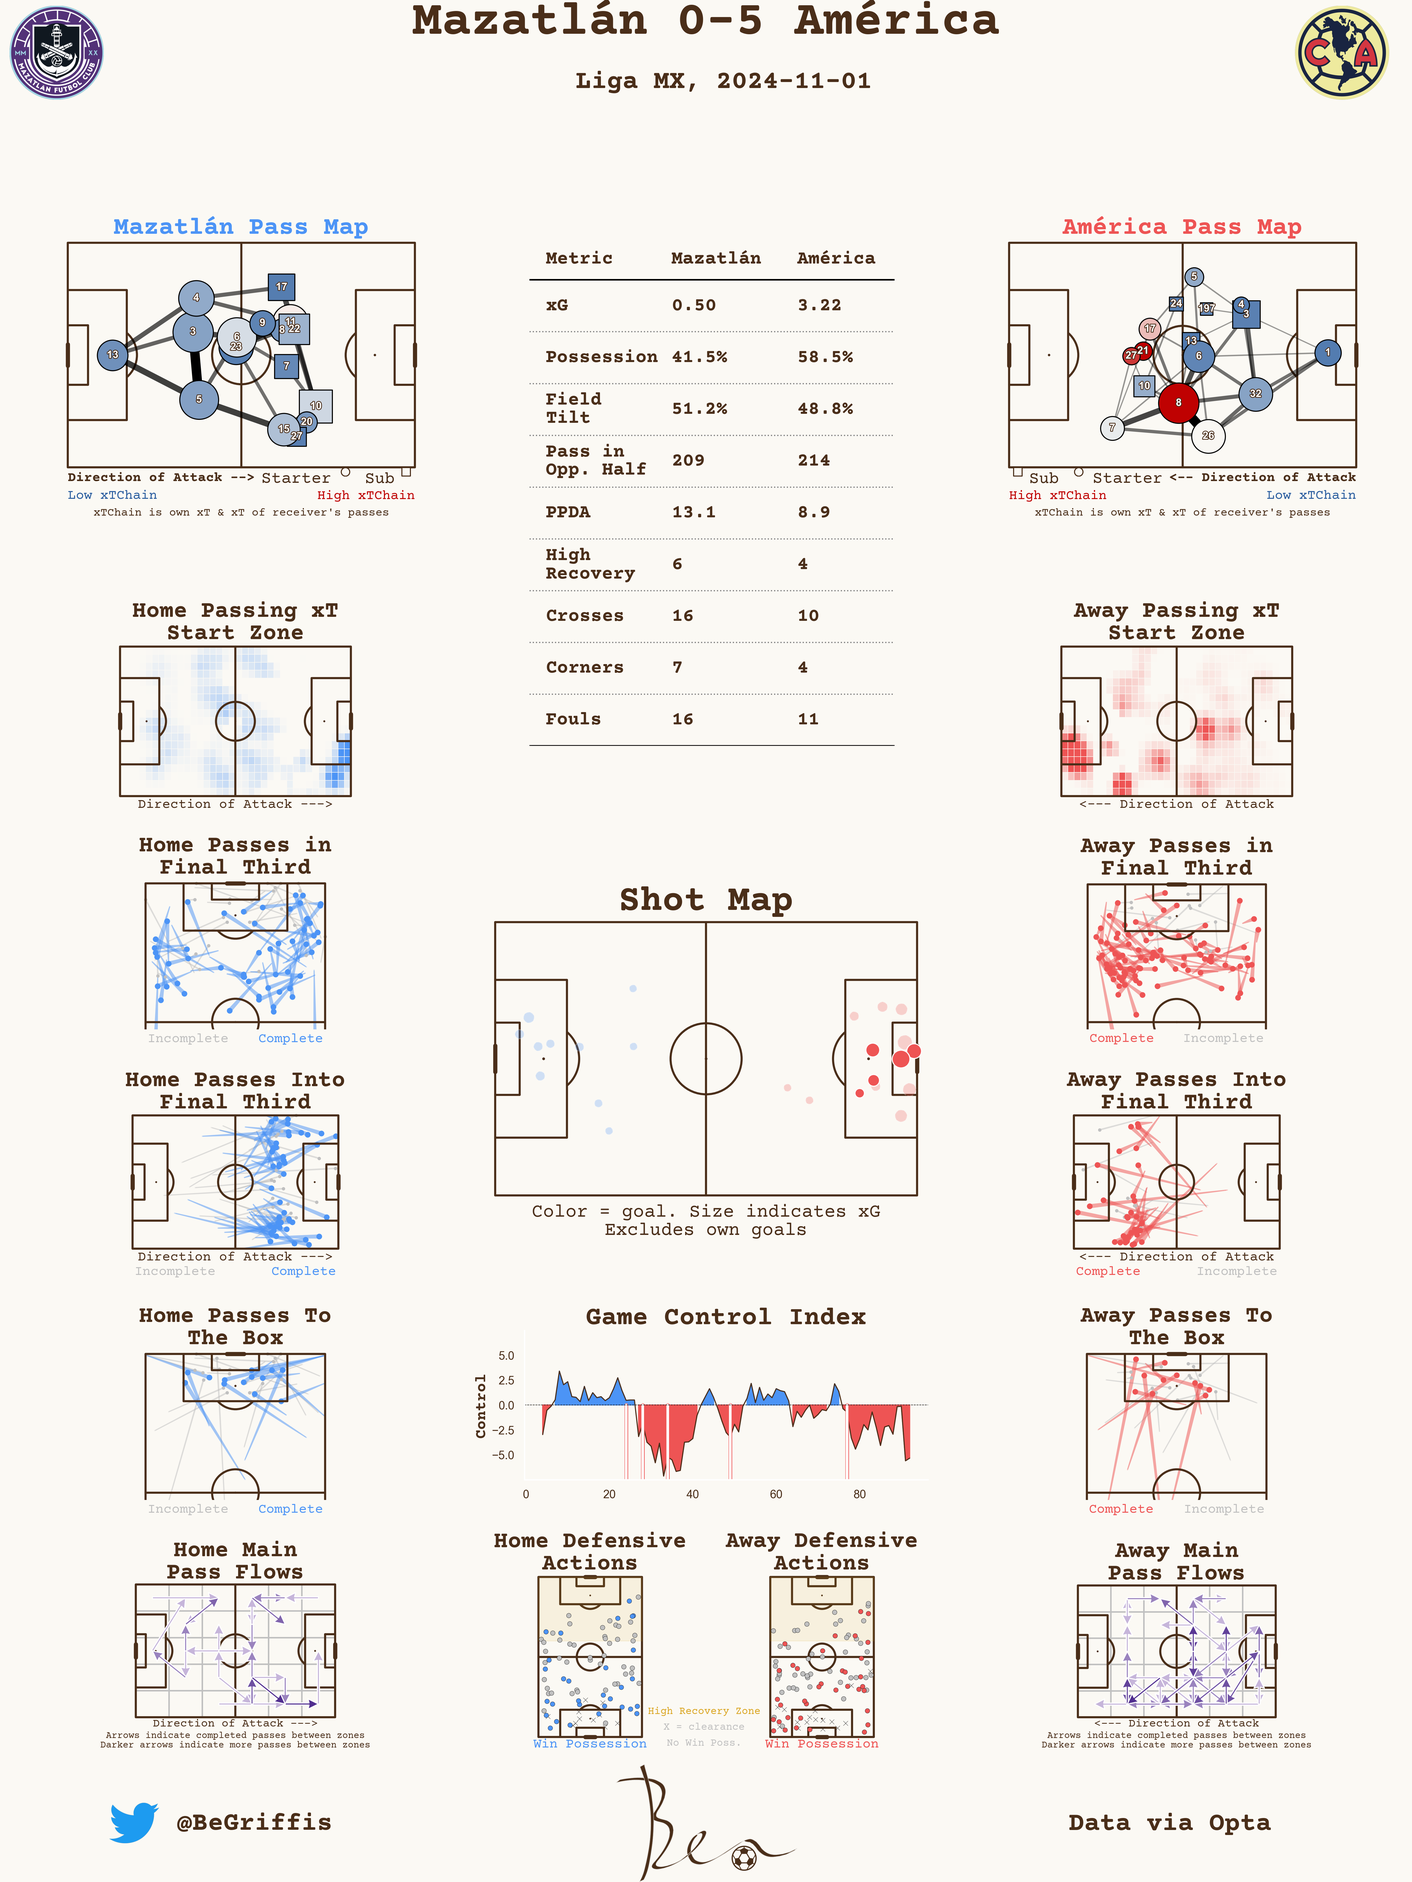 Mazatlán 0-5 América
Liga MX, 2024-11-01
MM XX
MAZATLAN FUTBOL CLUB
C A
Mazatlán Pass Map
4
17
3
6
23
9
11
8
22
13
7
5
10
15
20
27
Direction of Attack --> Starter Sub
Low xTChain High xTChain
xTChain is own xT & xT of receiver's passes
Metric Mazatlán América
xG 0.50 3.22
Possession 41.5% 58.5%
Field
Tilt 51.2% 48.8%
Pass in
Opp. Half 209 214
PPDA 13.1 8.9
High
Recovery 6 4
Crosses 16 10
Corners 7 4
Fouls 16 11
América Pass Map
5
24
197
4
3
17
13
27
21
6
1
10
8
32
7
26
Sub Starter <-- Direction of Attack
High xTChain Low xTChain
xTChain is own xT & xT of receiver's passes
Home Passing xT
Start Zone
Direction of Attack --->
Away Passing xT
Start Zone
<--- Direction of Attack
Home Passes in
Final Third
Incomplete Complete
Away Passes in
Final Third
Complete Incomplete
Shot Map
Color = goal. Size indicates xG
Excludes own goals
Home Passes Into
Final Third
Direction of Attack --->
Incomplete Complete
Away Passes Into
Final Third
<--- Direction of Attack
Complete Incomplete
Home Passes To
The Box
Incomplete Complete
Game Control Index
Control
5.0
2.5
0.0
−2.5
−5.0
0 20 40 60 80
Away Passes To
The Box
Complete Incomplete
Home Main
Pass Flows
Direction of Attack --->
Arrows indicate completed passes between zones
Darker arrows indicate more passes between zones
Home Defensive
Actions
Win Possession
High Recovery Zone
X = clearance
No Win Poss.
Away Defensive
Actions
Win Possession
Away Main
Pass Flows
<--- Direction of Attack
Arrows indicate completed passes between zones
Darker arrows indicate more passes between zones
@BeGriffis
Ben
Data via Opta